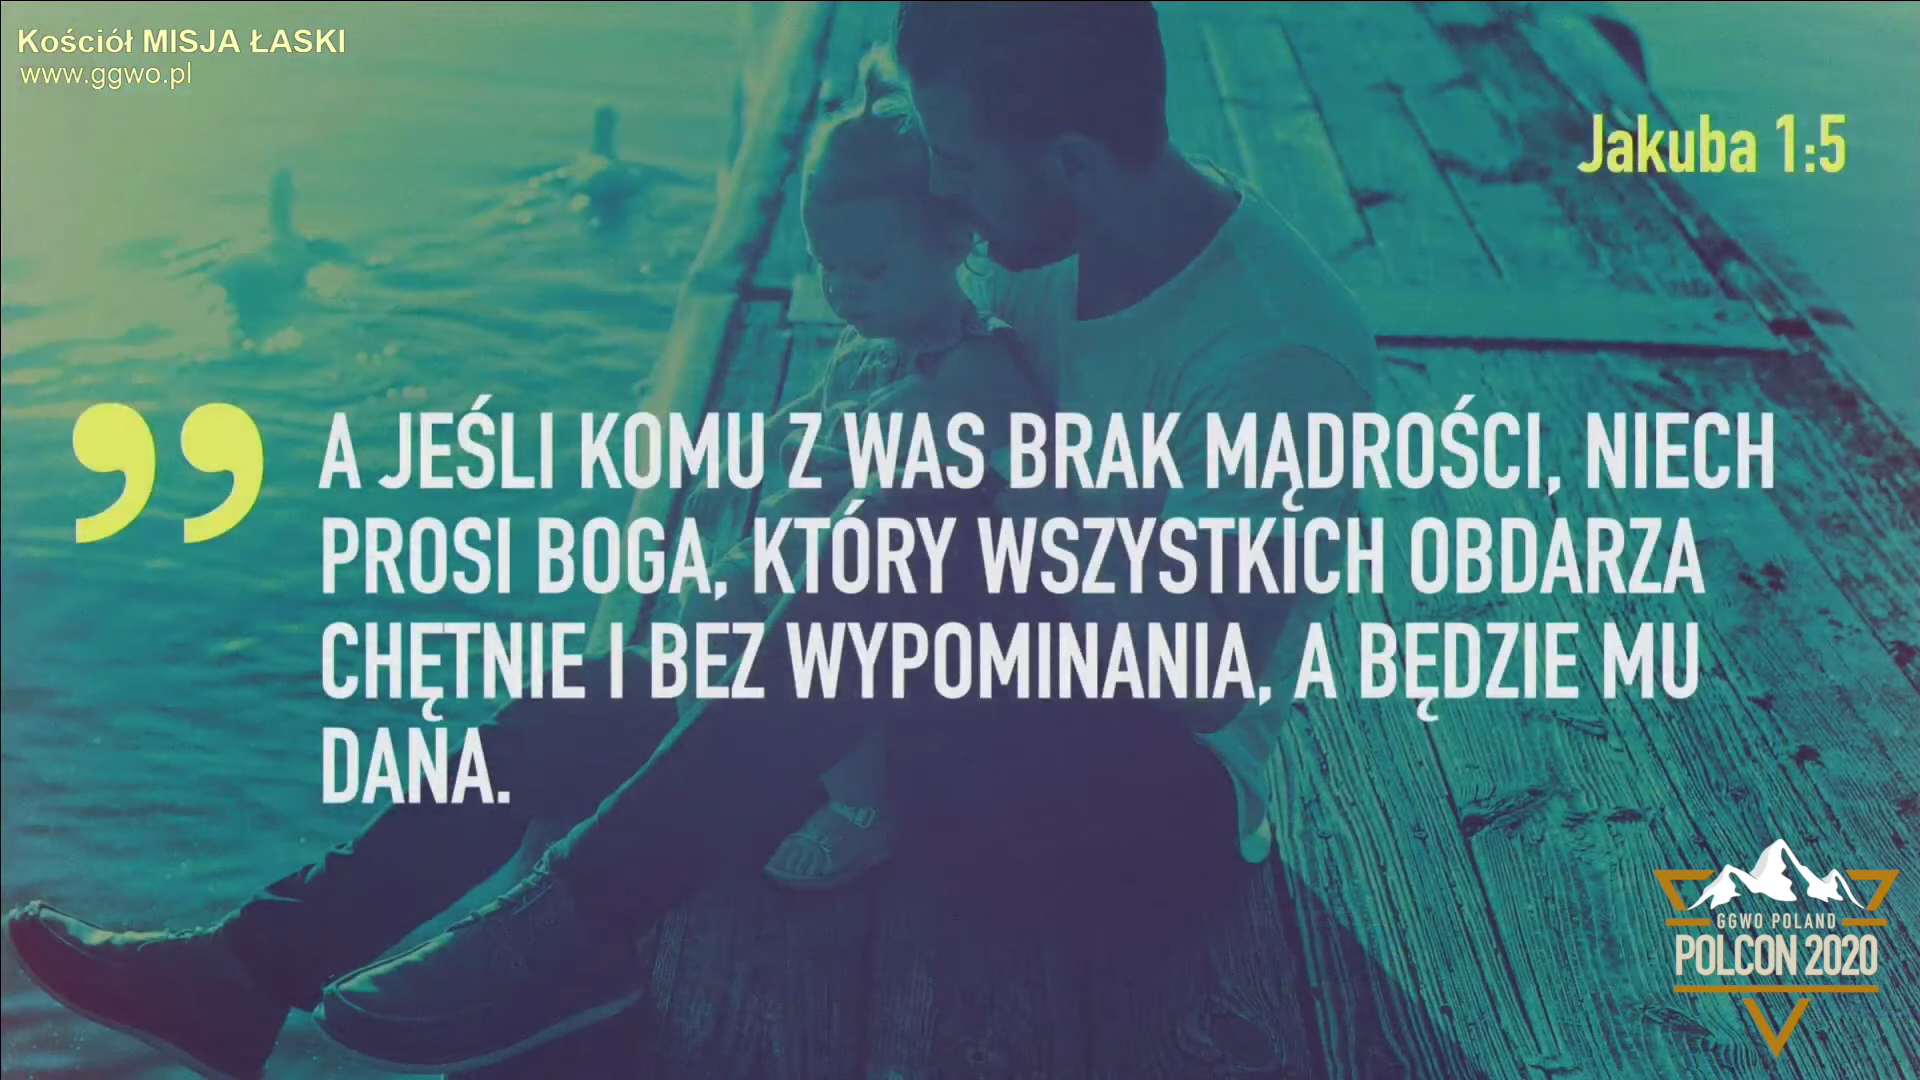 Kościół MISJA ŁASKI
www.ggwo.pl
Jakuba 1:5
” A JEŚLI KOMU Z WAS BRAK MĄDROŚCI, NIECH
PROSI BOGA, KTÓRY WSZYSTKICH OBDARZA
CHĘTNIE I BEZ WYPOMINANIA, A BĘDZIE MU
DANA.
GGWO POLAND
POLCON 2020